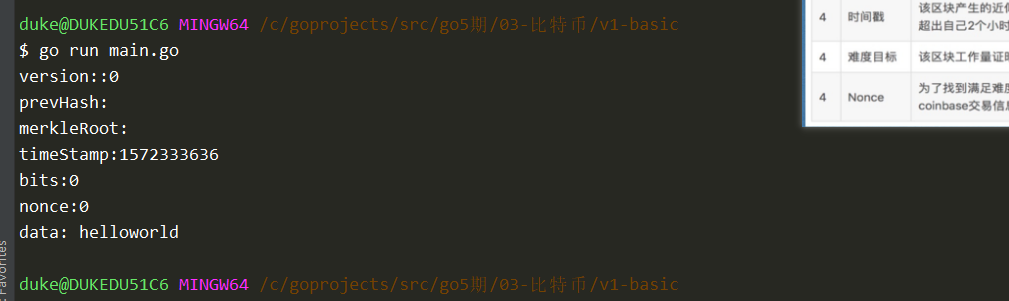 duke@DUKEDU51C6 MINGW64 /c/goprojects/src/go5期/03-比特币/v1-basic
$ go run main.go
version::0
prevHash:
merkleRoot:
timeStamp:1572333636
bits:0
nonce:0
data: helloworld
duke@DUKEDU51C6 MINGW64 /c/goprojects/src/go5期/03-比特币/v1-basic
4 时间戳 该区块产生的近
超出自己2个小时
4 难度目标 该区块工作量证
4 Nonce 为了找到满足难
coinbase交易信
Favorites